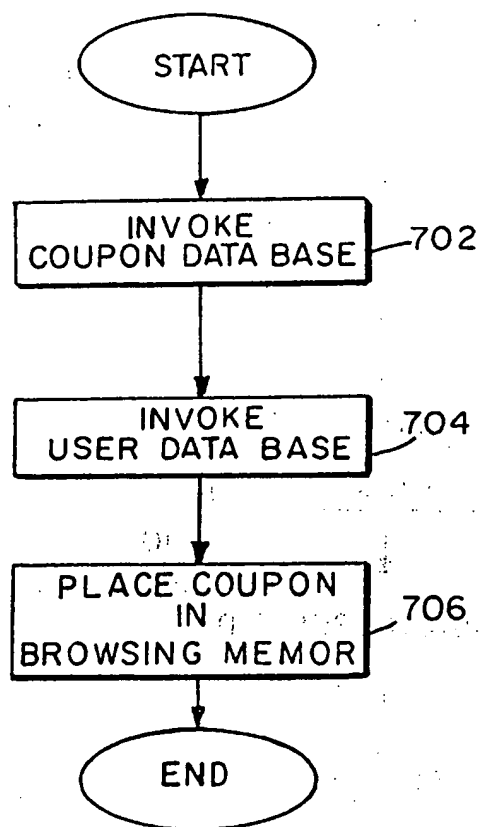 START
INVOKE
COUPON DATA BASE
702
INVOKE
USER DATA BASE
704
PLACE COUPON
IN
BROWSING MEMOR
706
END